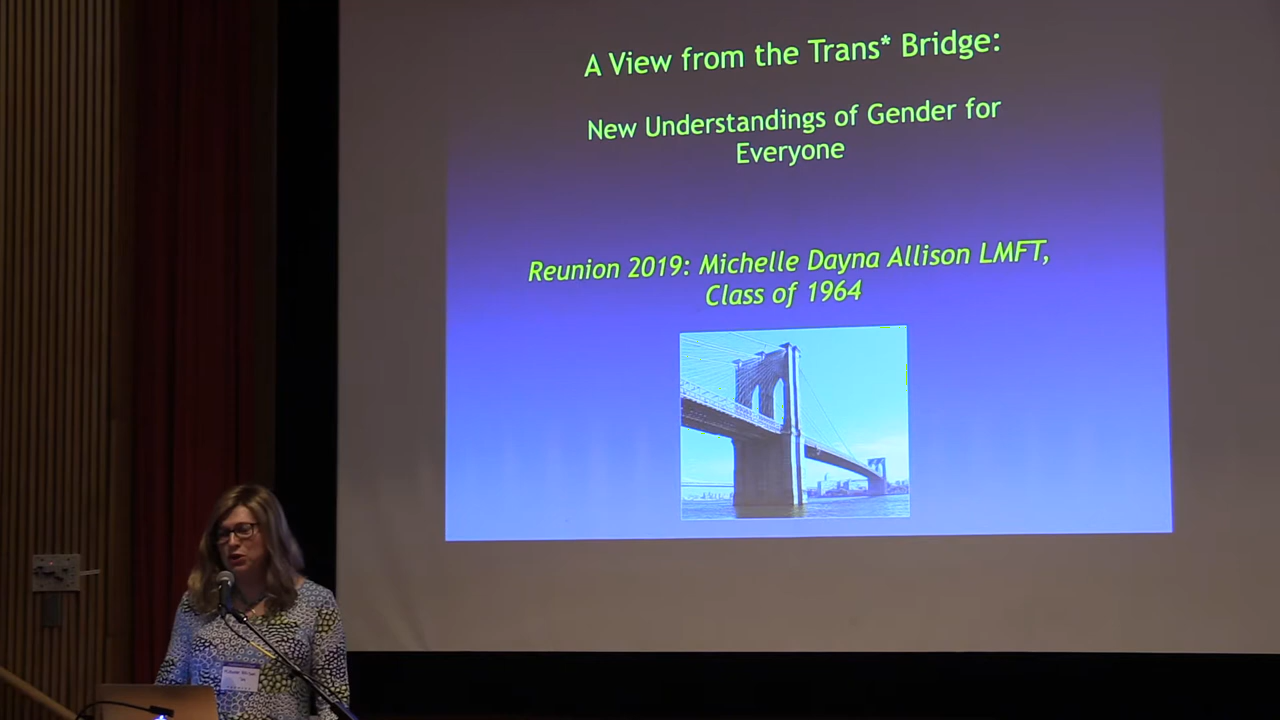 A View from the Trans* Bridge:
New Understandings of Gender for
Everyone
Reunion 2019: Michelle Dayna Allison LMFT,
Class of 1964